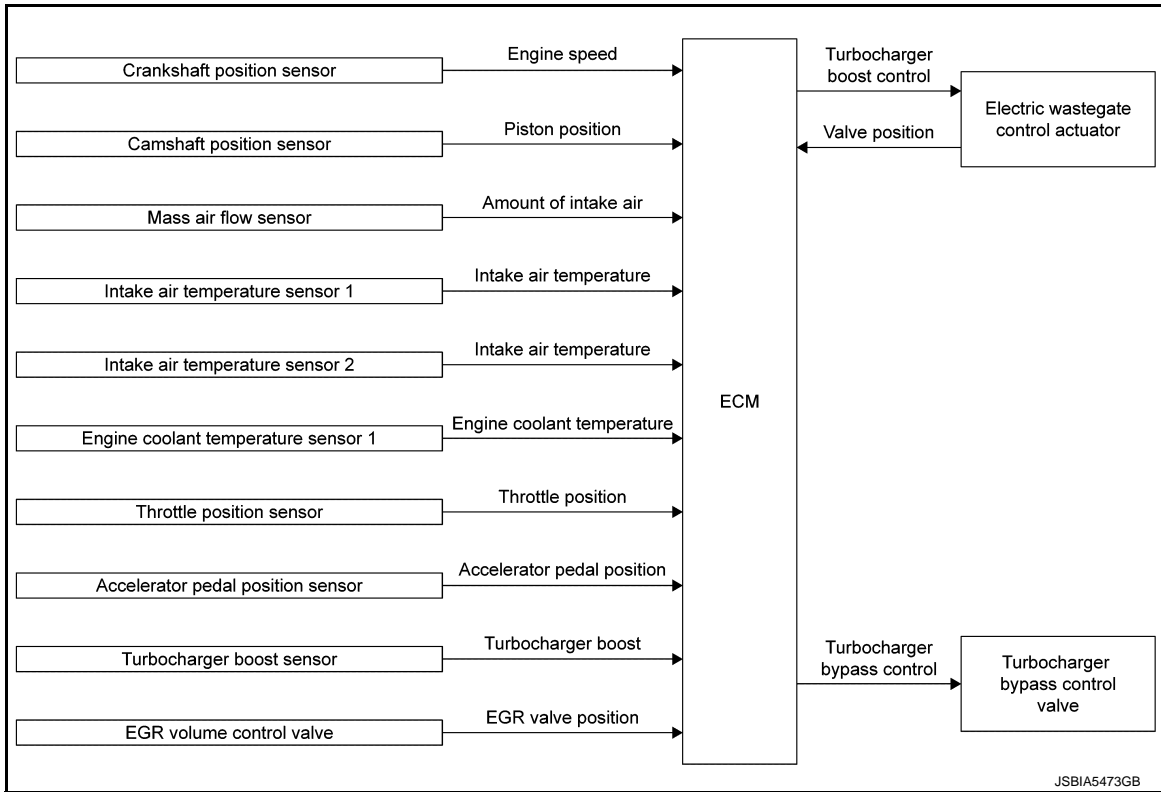 Crankshaft position sensor
Engine speed
Camshaft position sensor
Piston position
Mass air flow sensor
Amount of intake air
Intake air temperature sensor 1
Intake air temperature
Intake air temperature sensor 2
Intake air temperature
Engine coolant temperature sensor 1
Engine coolant temperature
Throttle position sensor
Throttle position
Accelerator pedal position sensor
Accelerator pedal position
Turbocharger boost sensor
Turbocharger boost
EGR volume control valve
EGR valve position
ECM
Turbocharger
boost control
Valve position
Electric wastegate
control actuator
Turbocharger
bypass control
Turbocharger
bypass control
valve
JSBIA5473GB